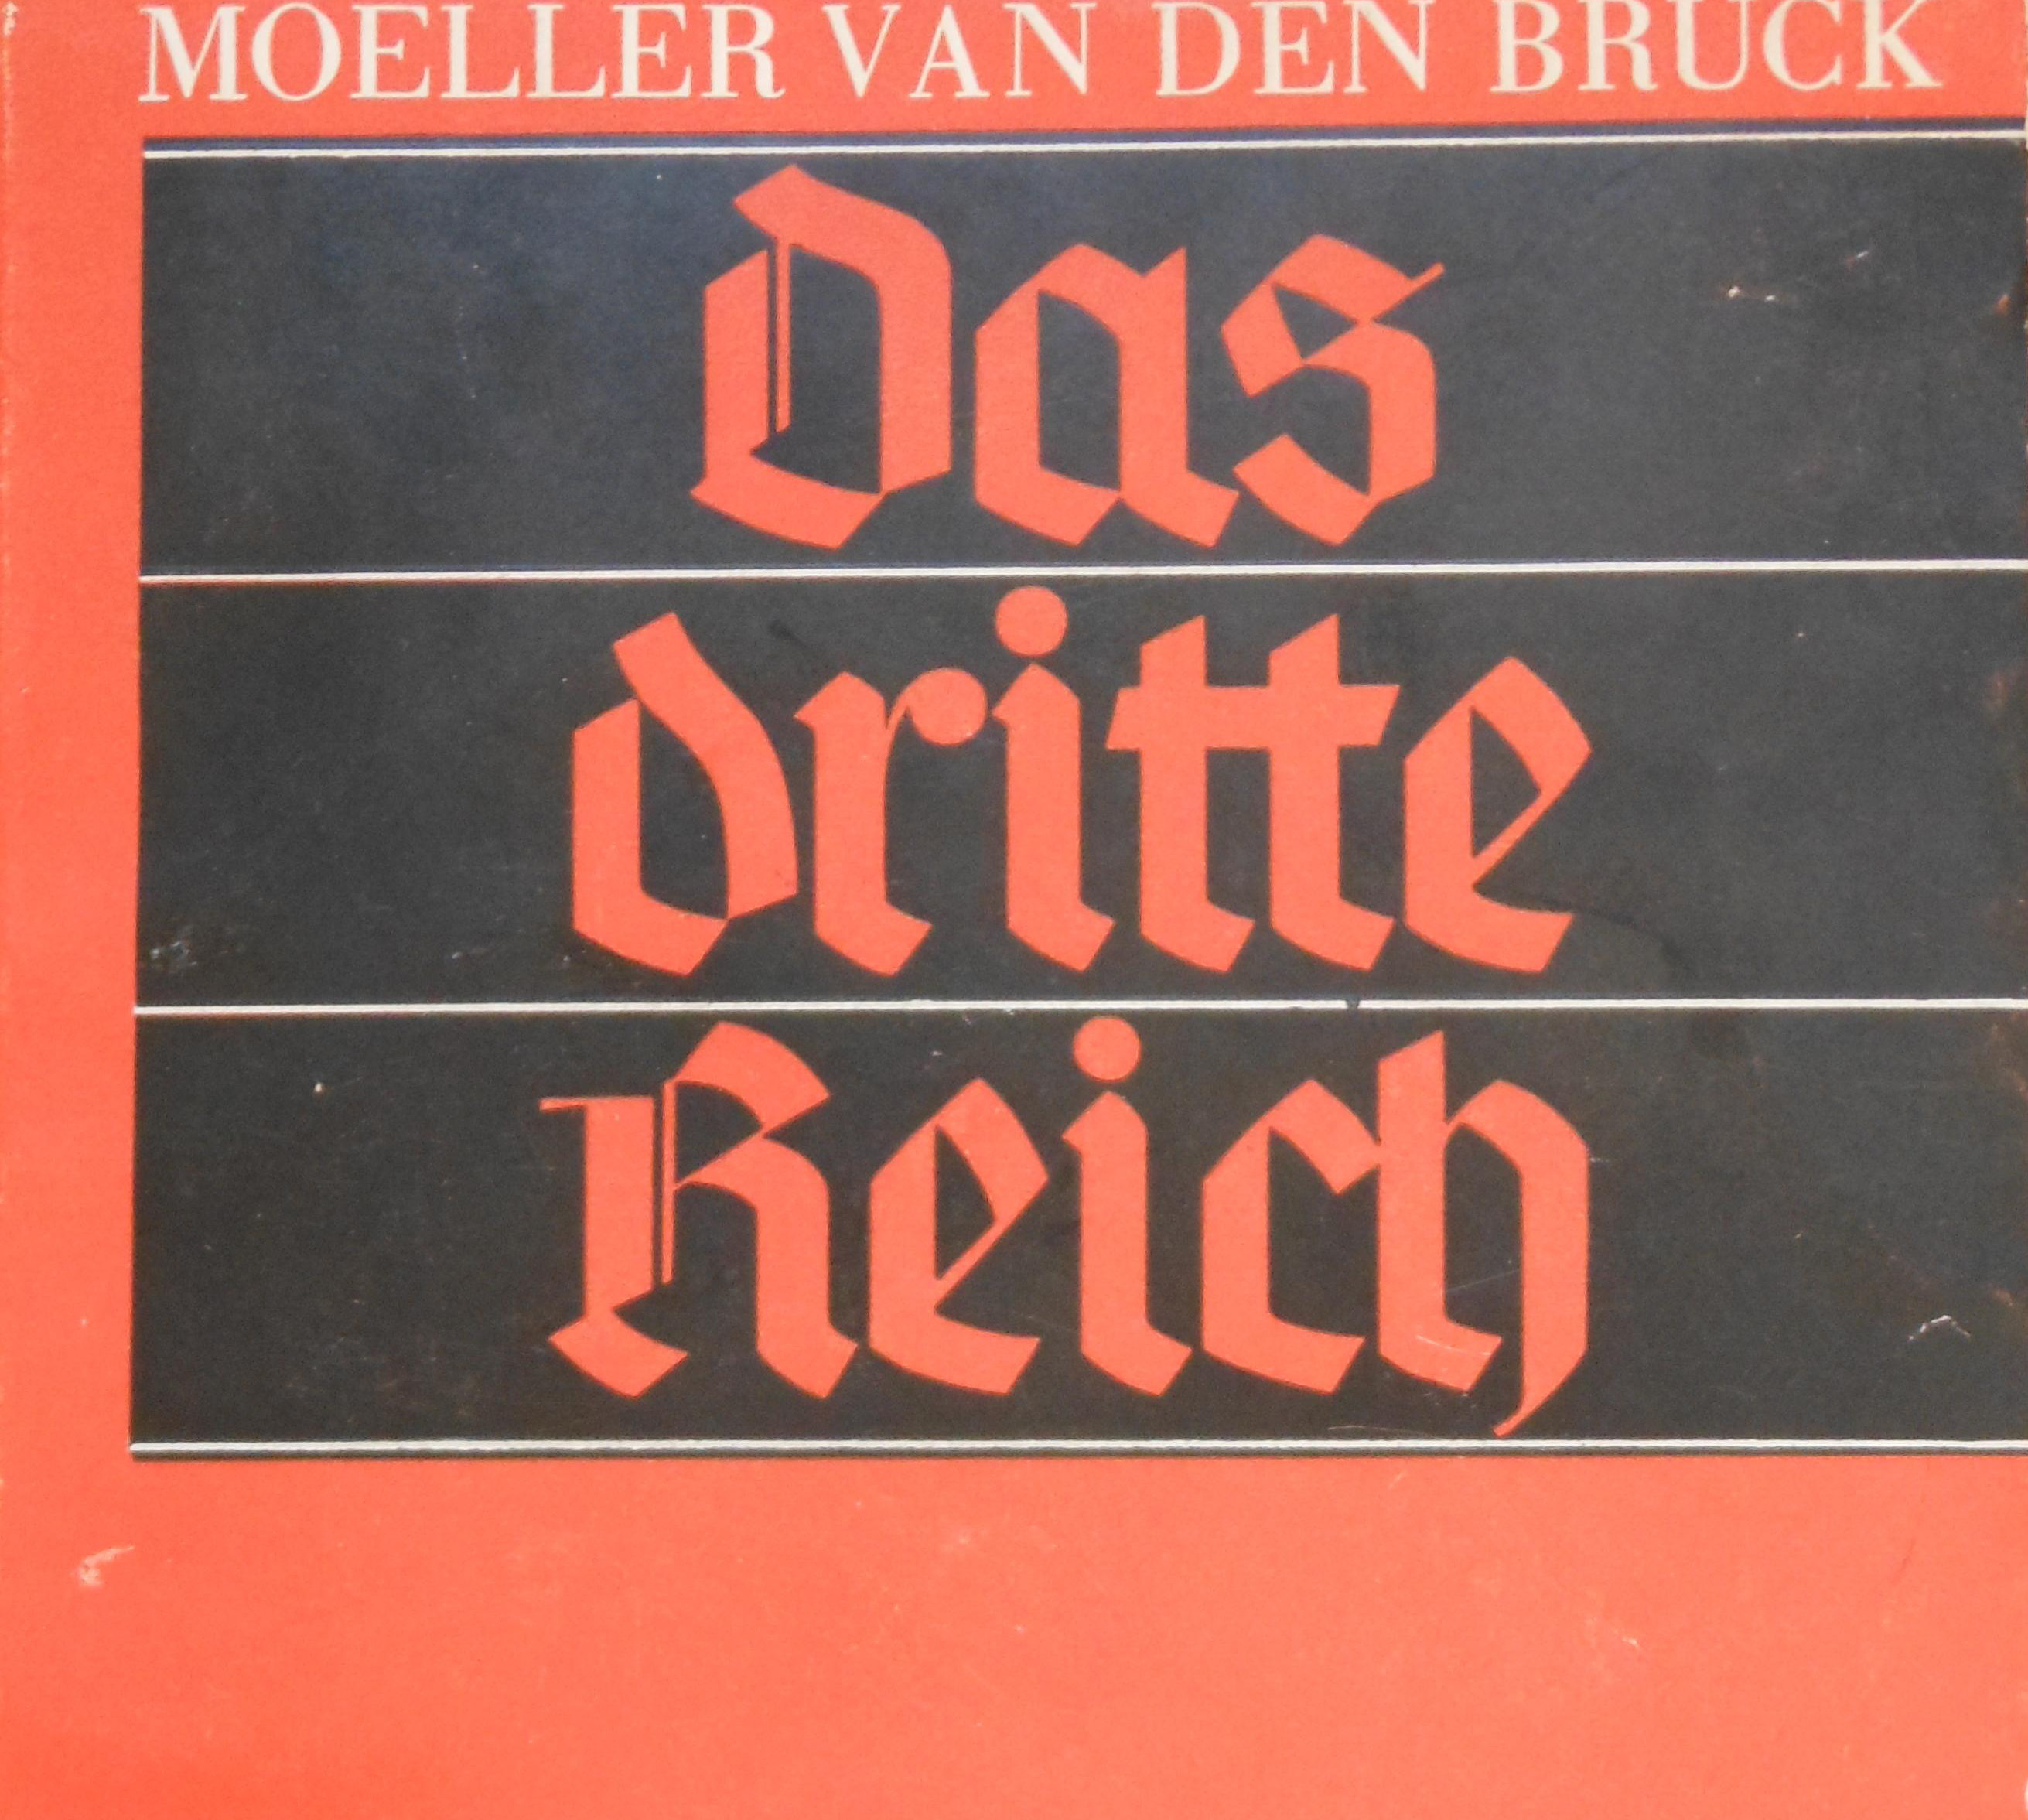 MOELLER VAN DEN BRUCK
Das
dritte
Reich